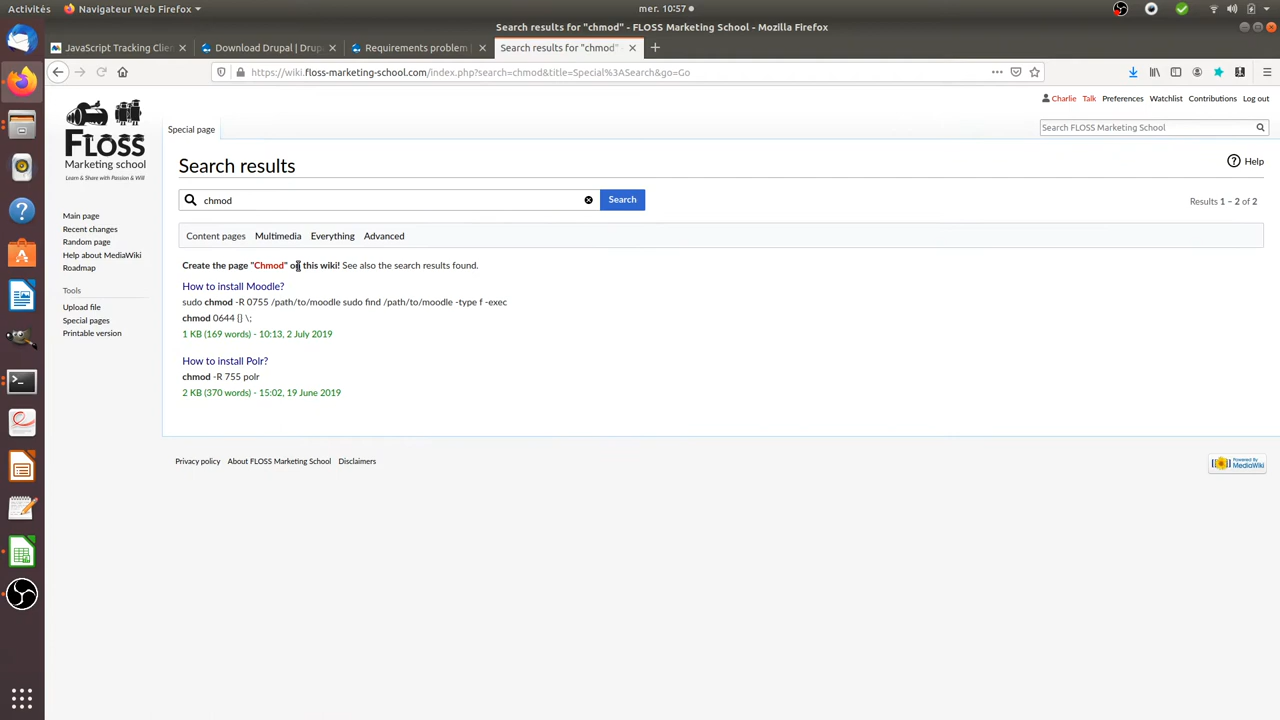 Activités
Navigateur Web Firefox
mer. 10:57
Search results for "chmod" - FLOSS Marketing School - Mozilla Firefox
JavaScript Tracking Clien
Download Drupal | Drup
Requirements problem |
Search results for "chmod" -
https://wiki.floss-marketing-school.com/index.php?search=chmod&title=Special%3ASearch&go=Go
FLOSS
Marketing school
Learn & Share with Passion & Will
Charlie Talk Preferences Watchlist Contributions Log out
Special page
Search FLOSS Marketing School
Search results
Help
chmod
Search
Results 1 – 2 of 2
Content pages Multimedia Everything Advanced
Main page
Recent changes
Random page
Help about MediaWiki
Roadmap
Tools
Upload file
Special pages
Printable version
Create the page "Chmod" on this wiki! See also the search results found.
How to install Moodle?
sudo chmod -R 0755 /path/to/moodle sudo find /path/to/moodle -type f -exec
chmod 0644 {} \;
1 KB (169 words) - 10:13, 2 July 2019
How to install Polr?
chmod -R 755 polr
2 KB (370 words) - 15:02, 19 June 2019
Privacy policy About FLOSS Marketing School Disclaimers
Powered By
MediaWiki